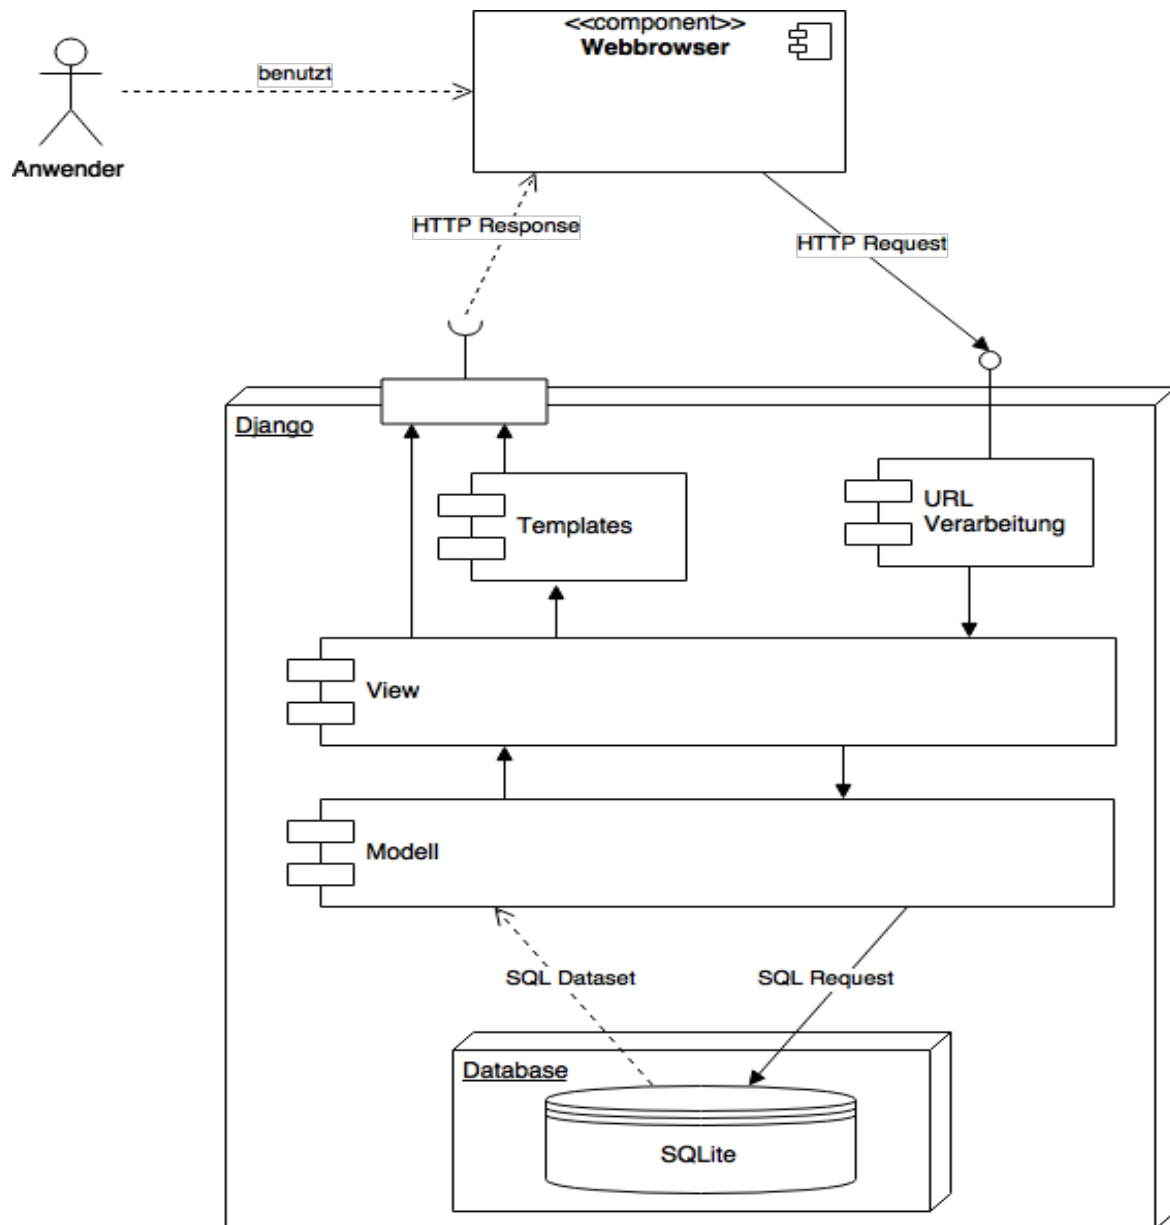 <<component>>
Webbrowser
benutzt
Anwender
HTTP Response
HTTP Request
Django
Templates
URL
Verarbeitung
View
Modell
SQL Dataset
SQL Request
Database
SQLite